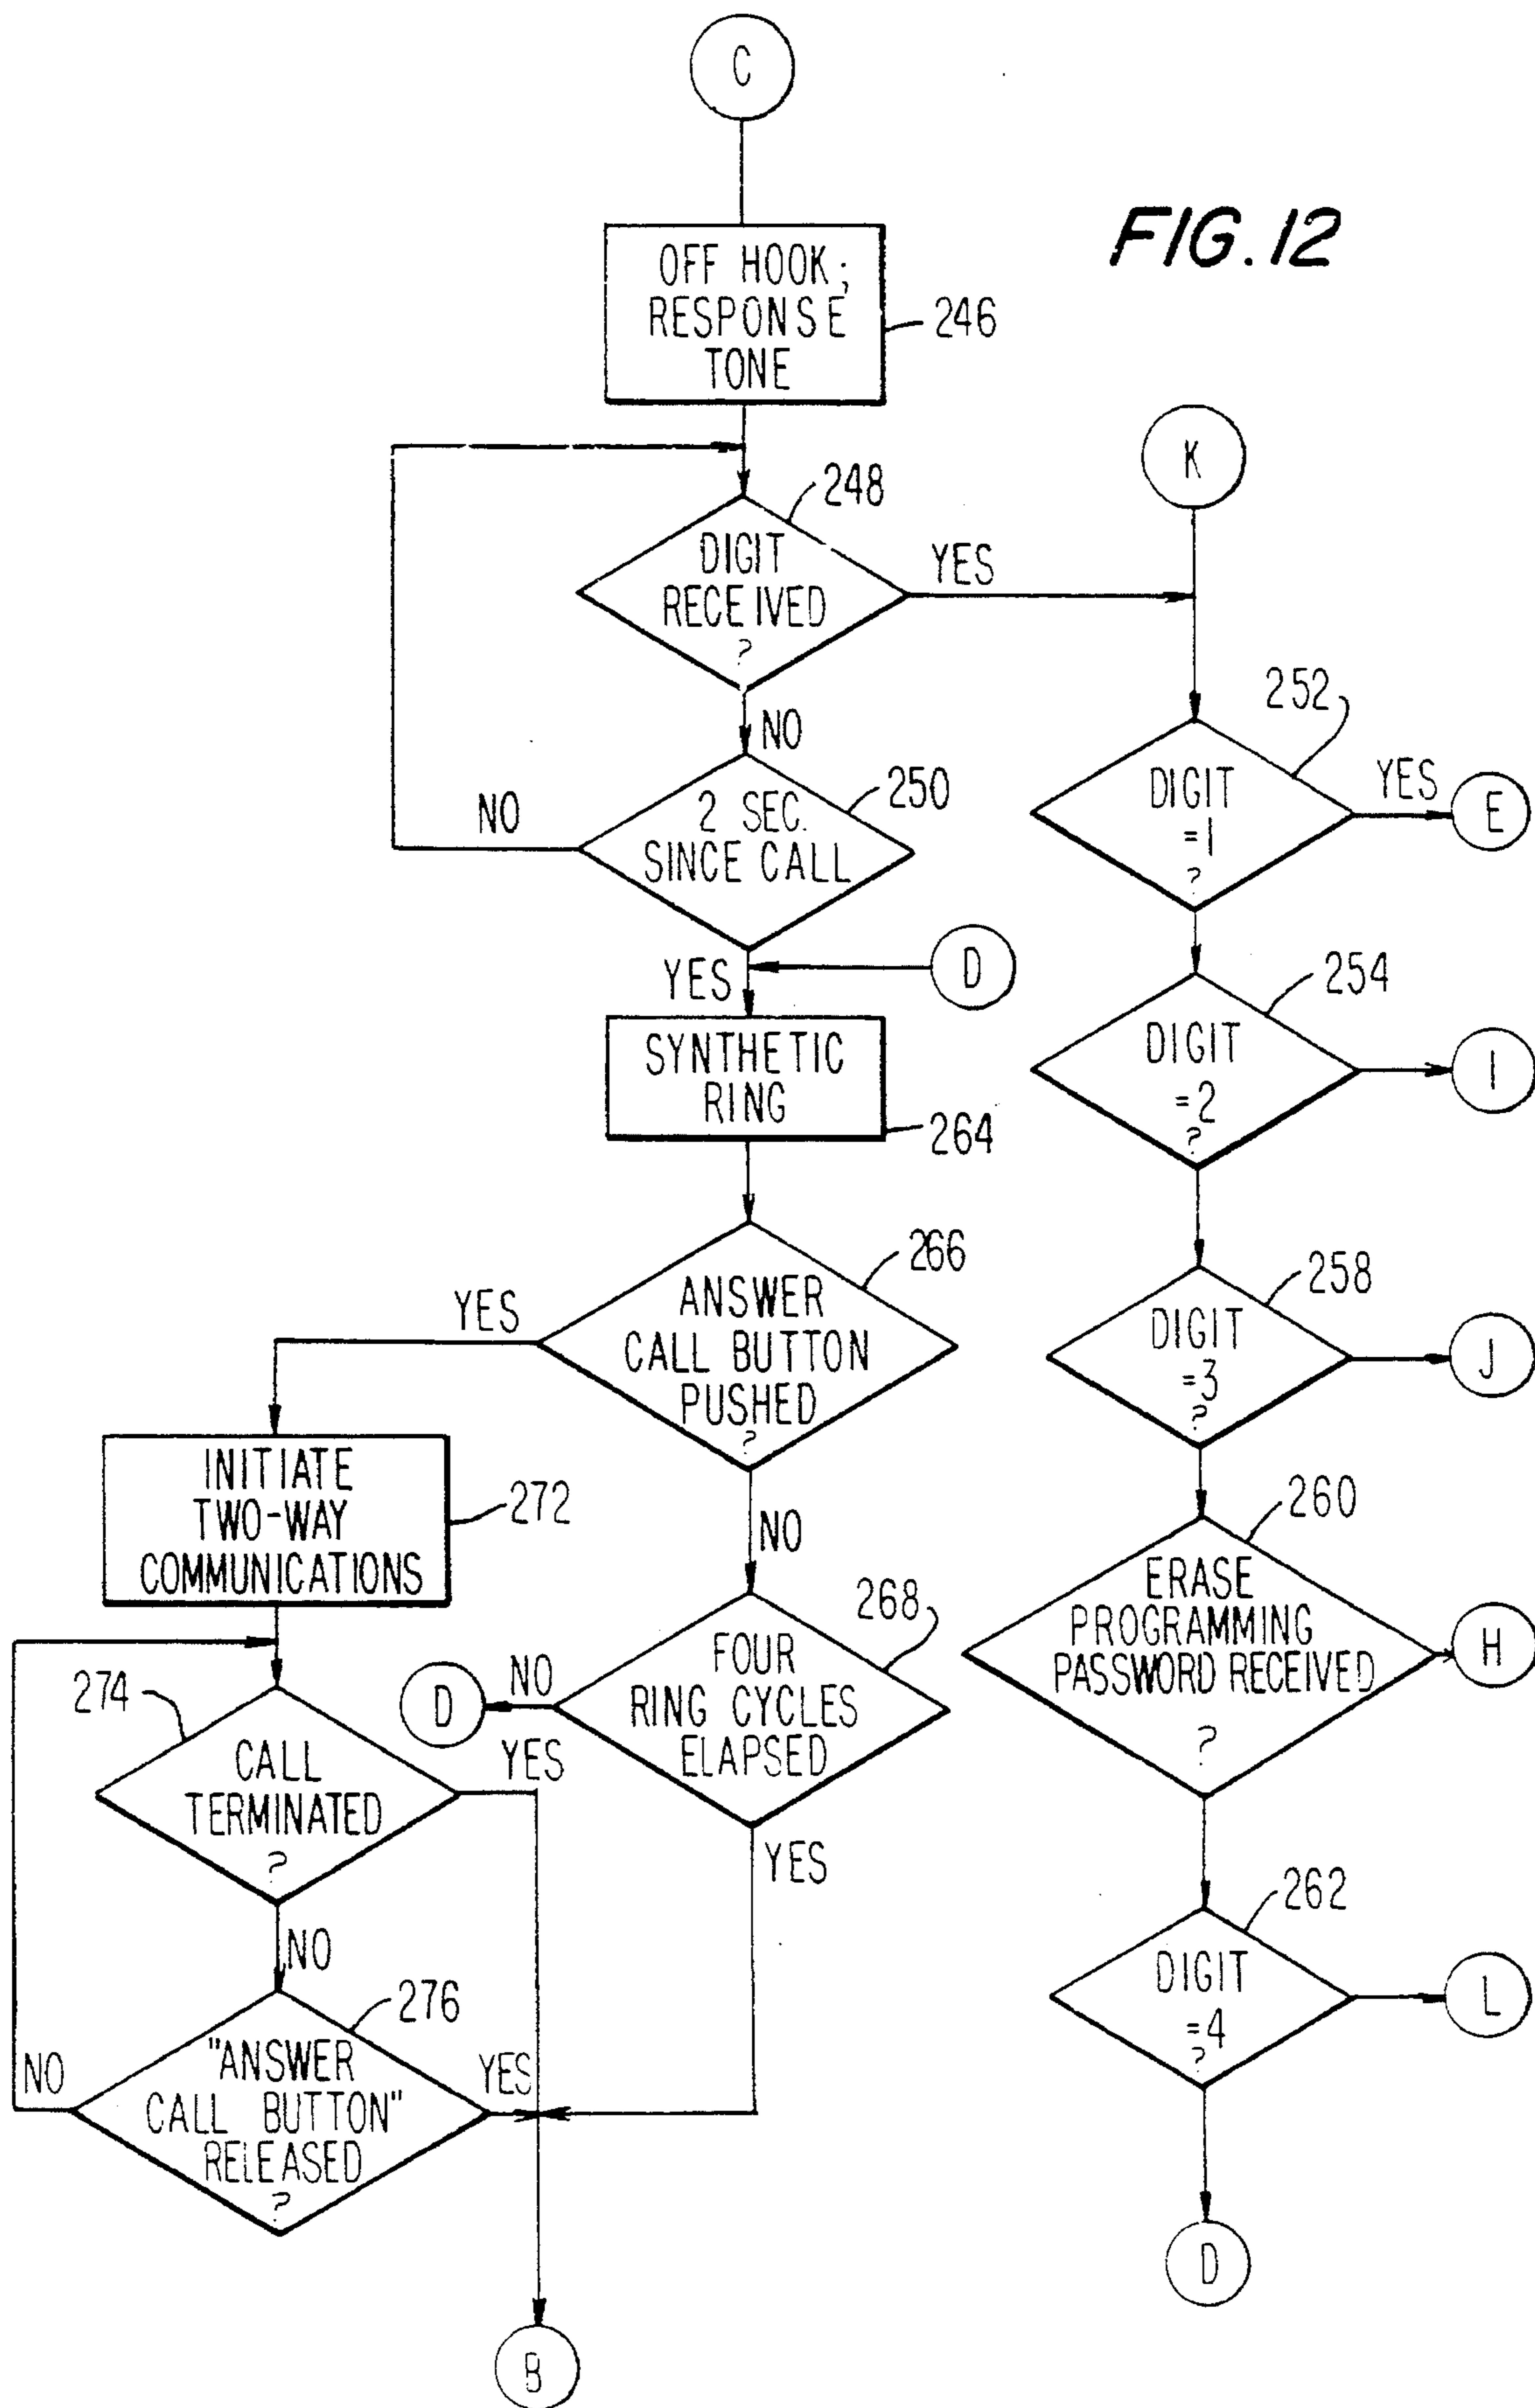 C
FIG. 12
OFF HOOK;
RESPONSE
TONE
246
K
248
DIGIT
RECEIVED
?
YES
NO
252
DIGIT
=1
?
YES
E
250
2 SEC.
SINCE CALL
NO
YES
D
254
DIGIT
=2
?
I
SYNTHETIC
RING
264
266
ANSWER
CALL BUTTON
PUSHED
?
YES
NO
258
DIGIT
=3
?
J
INITIATE
TWO-WAY
COMMUNICATIONS
272
260
ERASE
PROGRAMMING
PASSWORD RECEIVED
?
H
268
FOUR
RING CYCLES
ELAPSED
NO
D
YES
274
CALL
TERMINATED
?
YES
NO
262
DIGIT
=4
?
L
276
"ANSWER
CALL BUTTON"
RELEASED
?
NO
YES
D
B